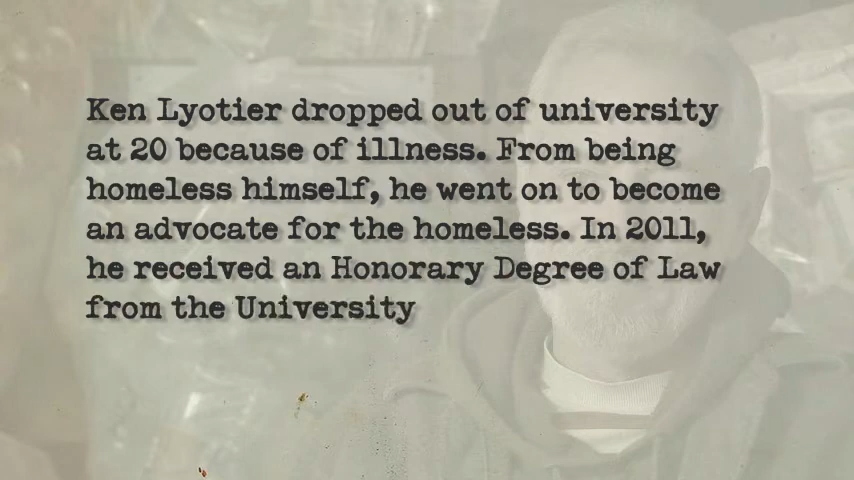 Ken Lyotier dropped out of university
at 20 because of illness. From being
homeless himself, he went on to become
an advocate for the homeless. In 2011,
he received an Honorary Degree of Law
from the University